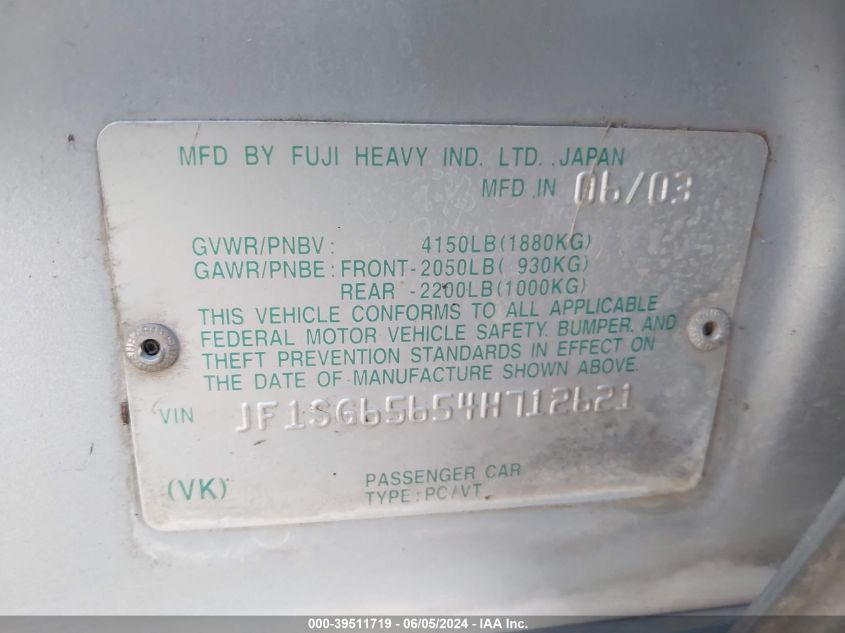 MFD BY FUJI HEAVY IND. LTD. JAPAN
MFD IN 06/03
GVWR/PNBV: 4150LB(1880KG)
GAWR/PNBE: FRONT-2050LB( 930KG)
REAR -2200LB(1000KG)
THIS VEHICLE CONFORMS TO ALL APPLICABLE
FEDERAL MOTOR VEHICLE SAFETY, BUMPER, AND
THEFT PREVENTION STANDARDS IN EFFECT ON
THE DATE OF MANUFACTURE SHOWN ABOVE.
VIN JF1SG65654H712621
(VK)
PASSENGER CAR
TYPE: PC/VT
000-39511719 - 06/05/2024 - IAA Inc.